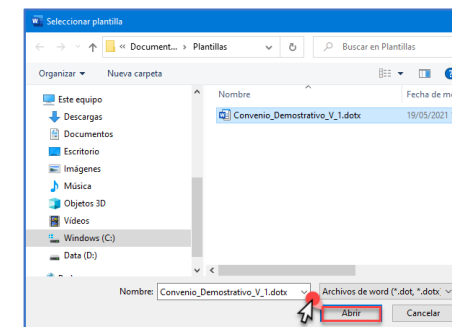 Seleccionar plantilla
« Document... > Plantillas
Buscar en Plantillas
Organizar
Nueva carpeta
Nombre
Fecha de m
Este equipo
Descargas
Documentos
Escritorio
Imágenes
Música
Objetos 3D
Vídeos
Windows (C:)
Data (D:)
Convenio_Demostrativo_V_1.dotx
19/05/2021
Nombre: Convenio_Demostrativo_V_1.dotx
Archivos de word (*.dot, *.dotx
Abrir
Cancelar